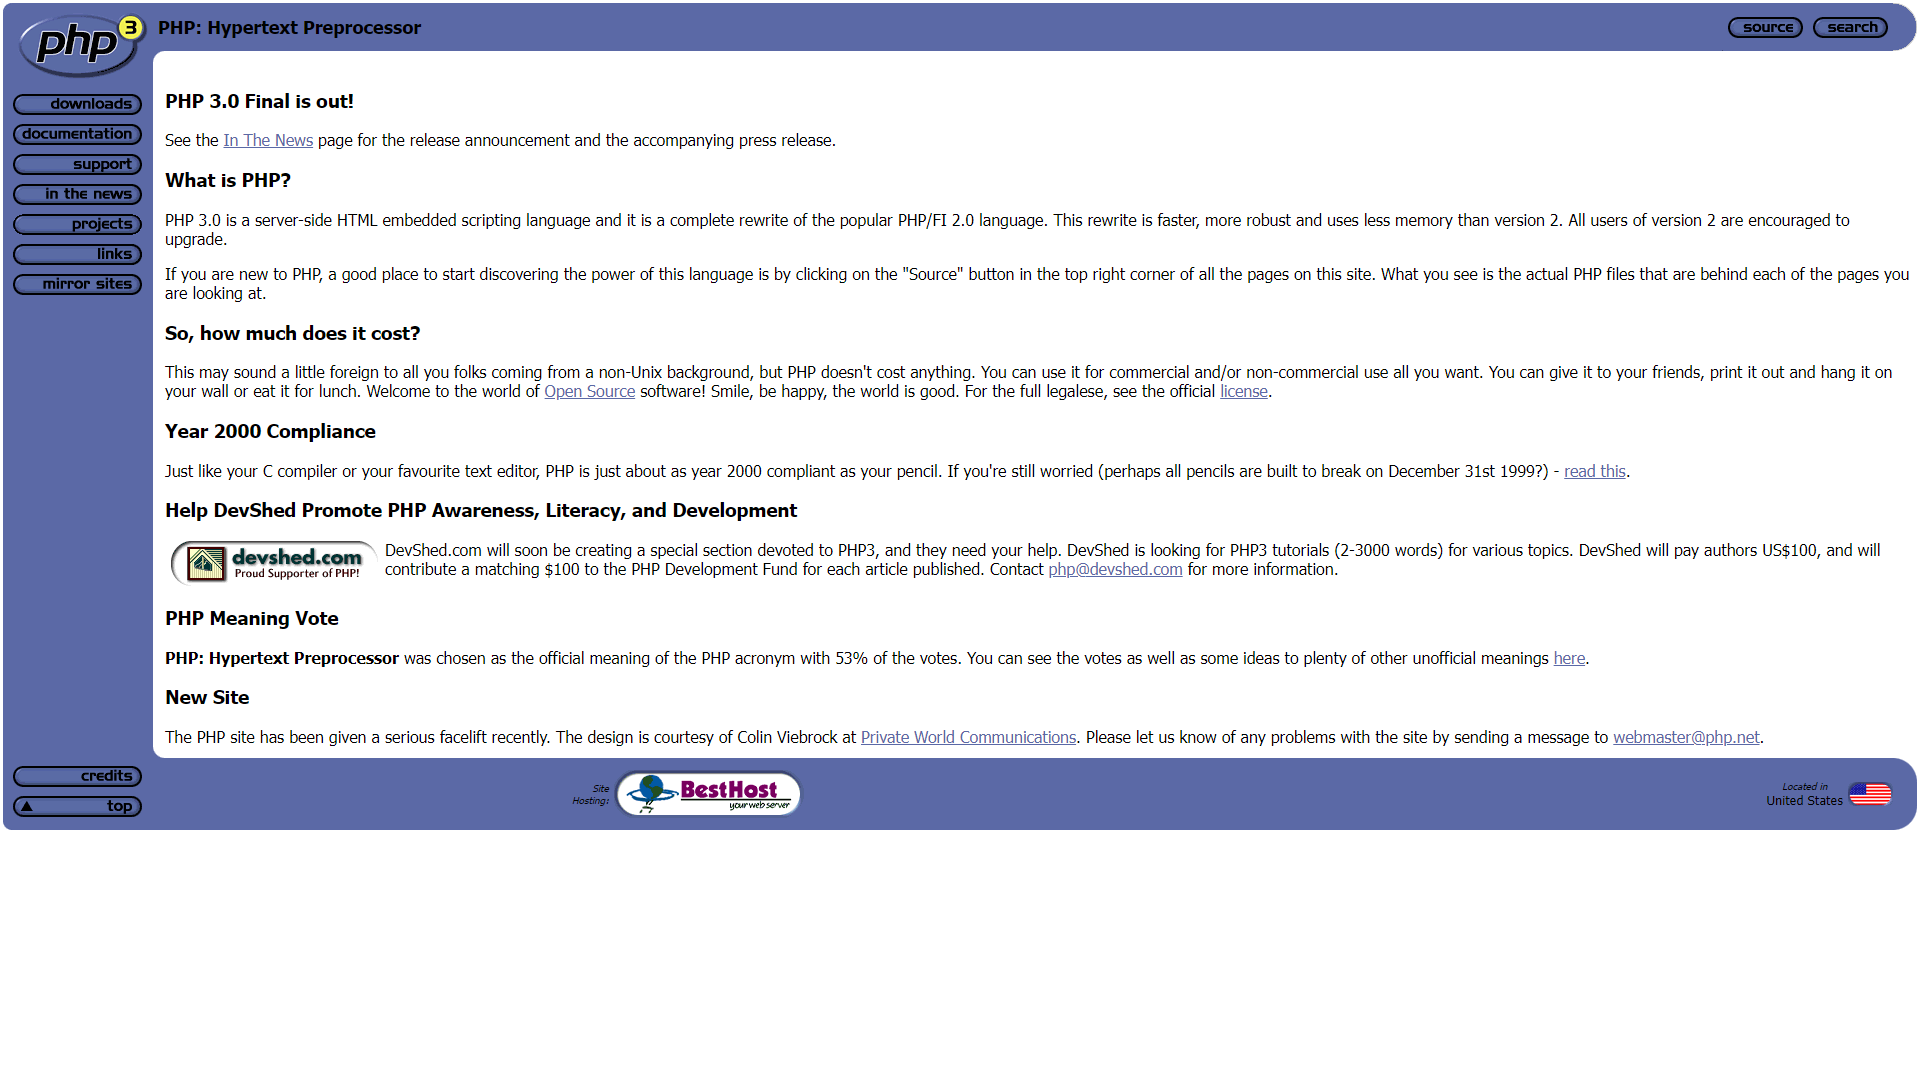 php 3
PHP: Hypertext Preprocessor
source
search
downloads
documentation
support
in the news
projects
links
mirror sites
PHP 3.0 Final is out!
See the In The News page for the release announcement and the accompanying press release.
What is PHP?
PHP 3.0 is a server-side HTML embedded scripting language and it is a complete rewrite of the popular PHP/FI 2.0 language. This rewrite is faster, more robust and uses less memory than version 2. All users of version 2 are encouraged to
upgrade.
If you are new to PHP, a good place to start discovering the power of this language is by clicking on the "Source" button in the top right corner of all the pages on this site. What you see is the actual PHP files that are behind each of the pages you
are looking at.
So, how much does it cost?
This may sound a little foreign to all you folks coming from a non-Unix background, but PHP doesn't cost anything. You can use it for commercial and/or non-commercial use all you want. You can give it to your friends, print it out and hang it on
your wall or eat it for lunch. Welcome to the world of Open Source software! Smile, be happy, the world is good. For the full legalese, see the official license.
Year 2000 Compliance
Just like your C compiler or your favourite text editor, PHP is just about as year 2000 compliant as your pencil. If you're still worried (perhaps all pencils are built to break on December 31st 1999?) - read this.
Help DevShed Promote PHP Awareness, Literacy, and Development
devshed.com
Proud Supporter of PHP!
DevShed.com will soon be creating a special section devoted to PHP3, and they need your help. DevShed is looking for PHP3 tutorials (2-3000 words) for various topics. DevShed will pay authors US$100, and will
contribute a matching $100 to the PHP Development Fund for each article published. Contact php@devshed.com for more information.
PHP Meaning Vote
PHP: Hypertext Preprocessor was chosen as the official meaning of the PHP acronym with 53% of the votes. You can see the votes as well as some ideas to plenty of other unofficial meanings here.
New Site
The PHP site has been given a serious facelift recently. The design is courtesy of Colin Viebrock at Private World Communications. Please let us know of any problems with the site by sending a message to webmaster@php.net.
credits
top
Site
Hosting:
BestHost
your web server
Located in
United States